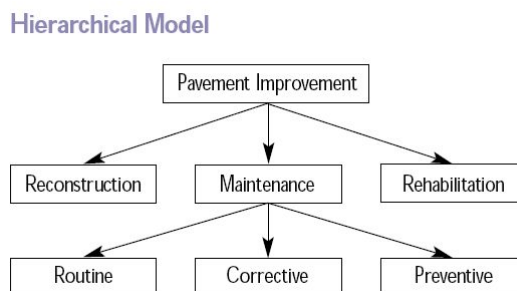 Hierarchical Model
Pavement Improvement
Reconstruction
Maintenance
Rehabilitation
Routine
Corrective
Preventive